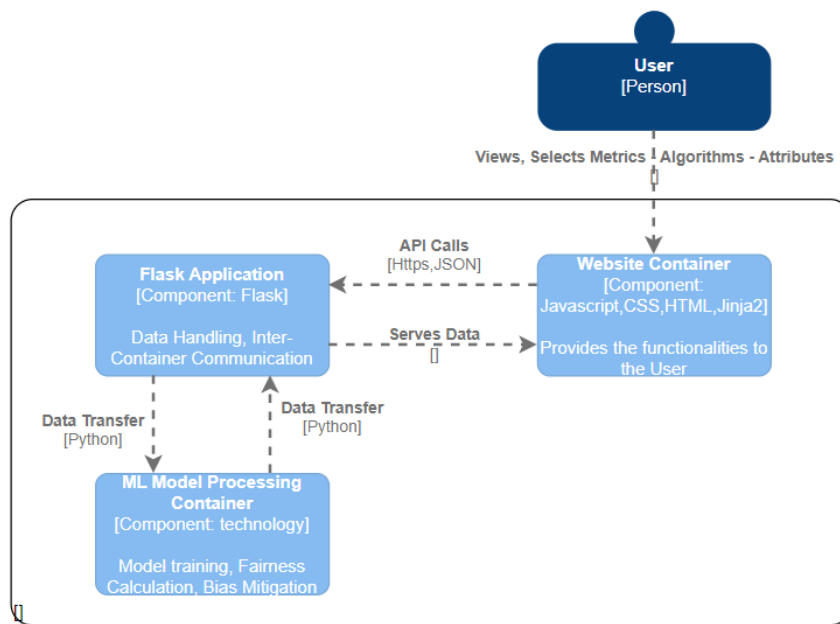 User
[Person]
Views, Selects Metrics - Algorithms - Attributes
[]
API Calls
[Https,JSON]
Flask Application
[Component: Flask]
Data Handling, Inter-
Container Communication
Website Container
[Component:
Javascript,CSS,HTML,Jinja2]
Provides the functionalities to
the User
Serves Data
[]
Data Transfer
[Python]
Data Transfer
[Python]
ML Model Processing
Container
[Component: technology]
Model training, Fairness
Calculation, Bias Mitigation
[]